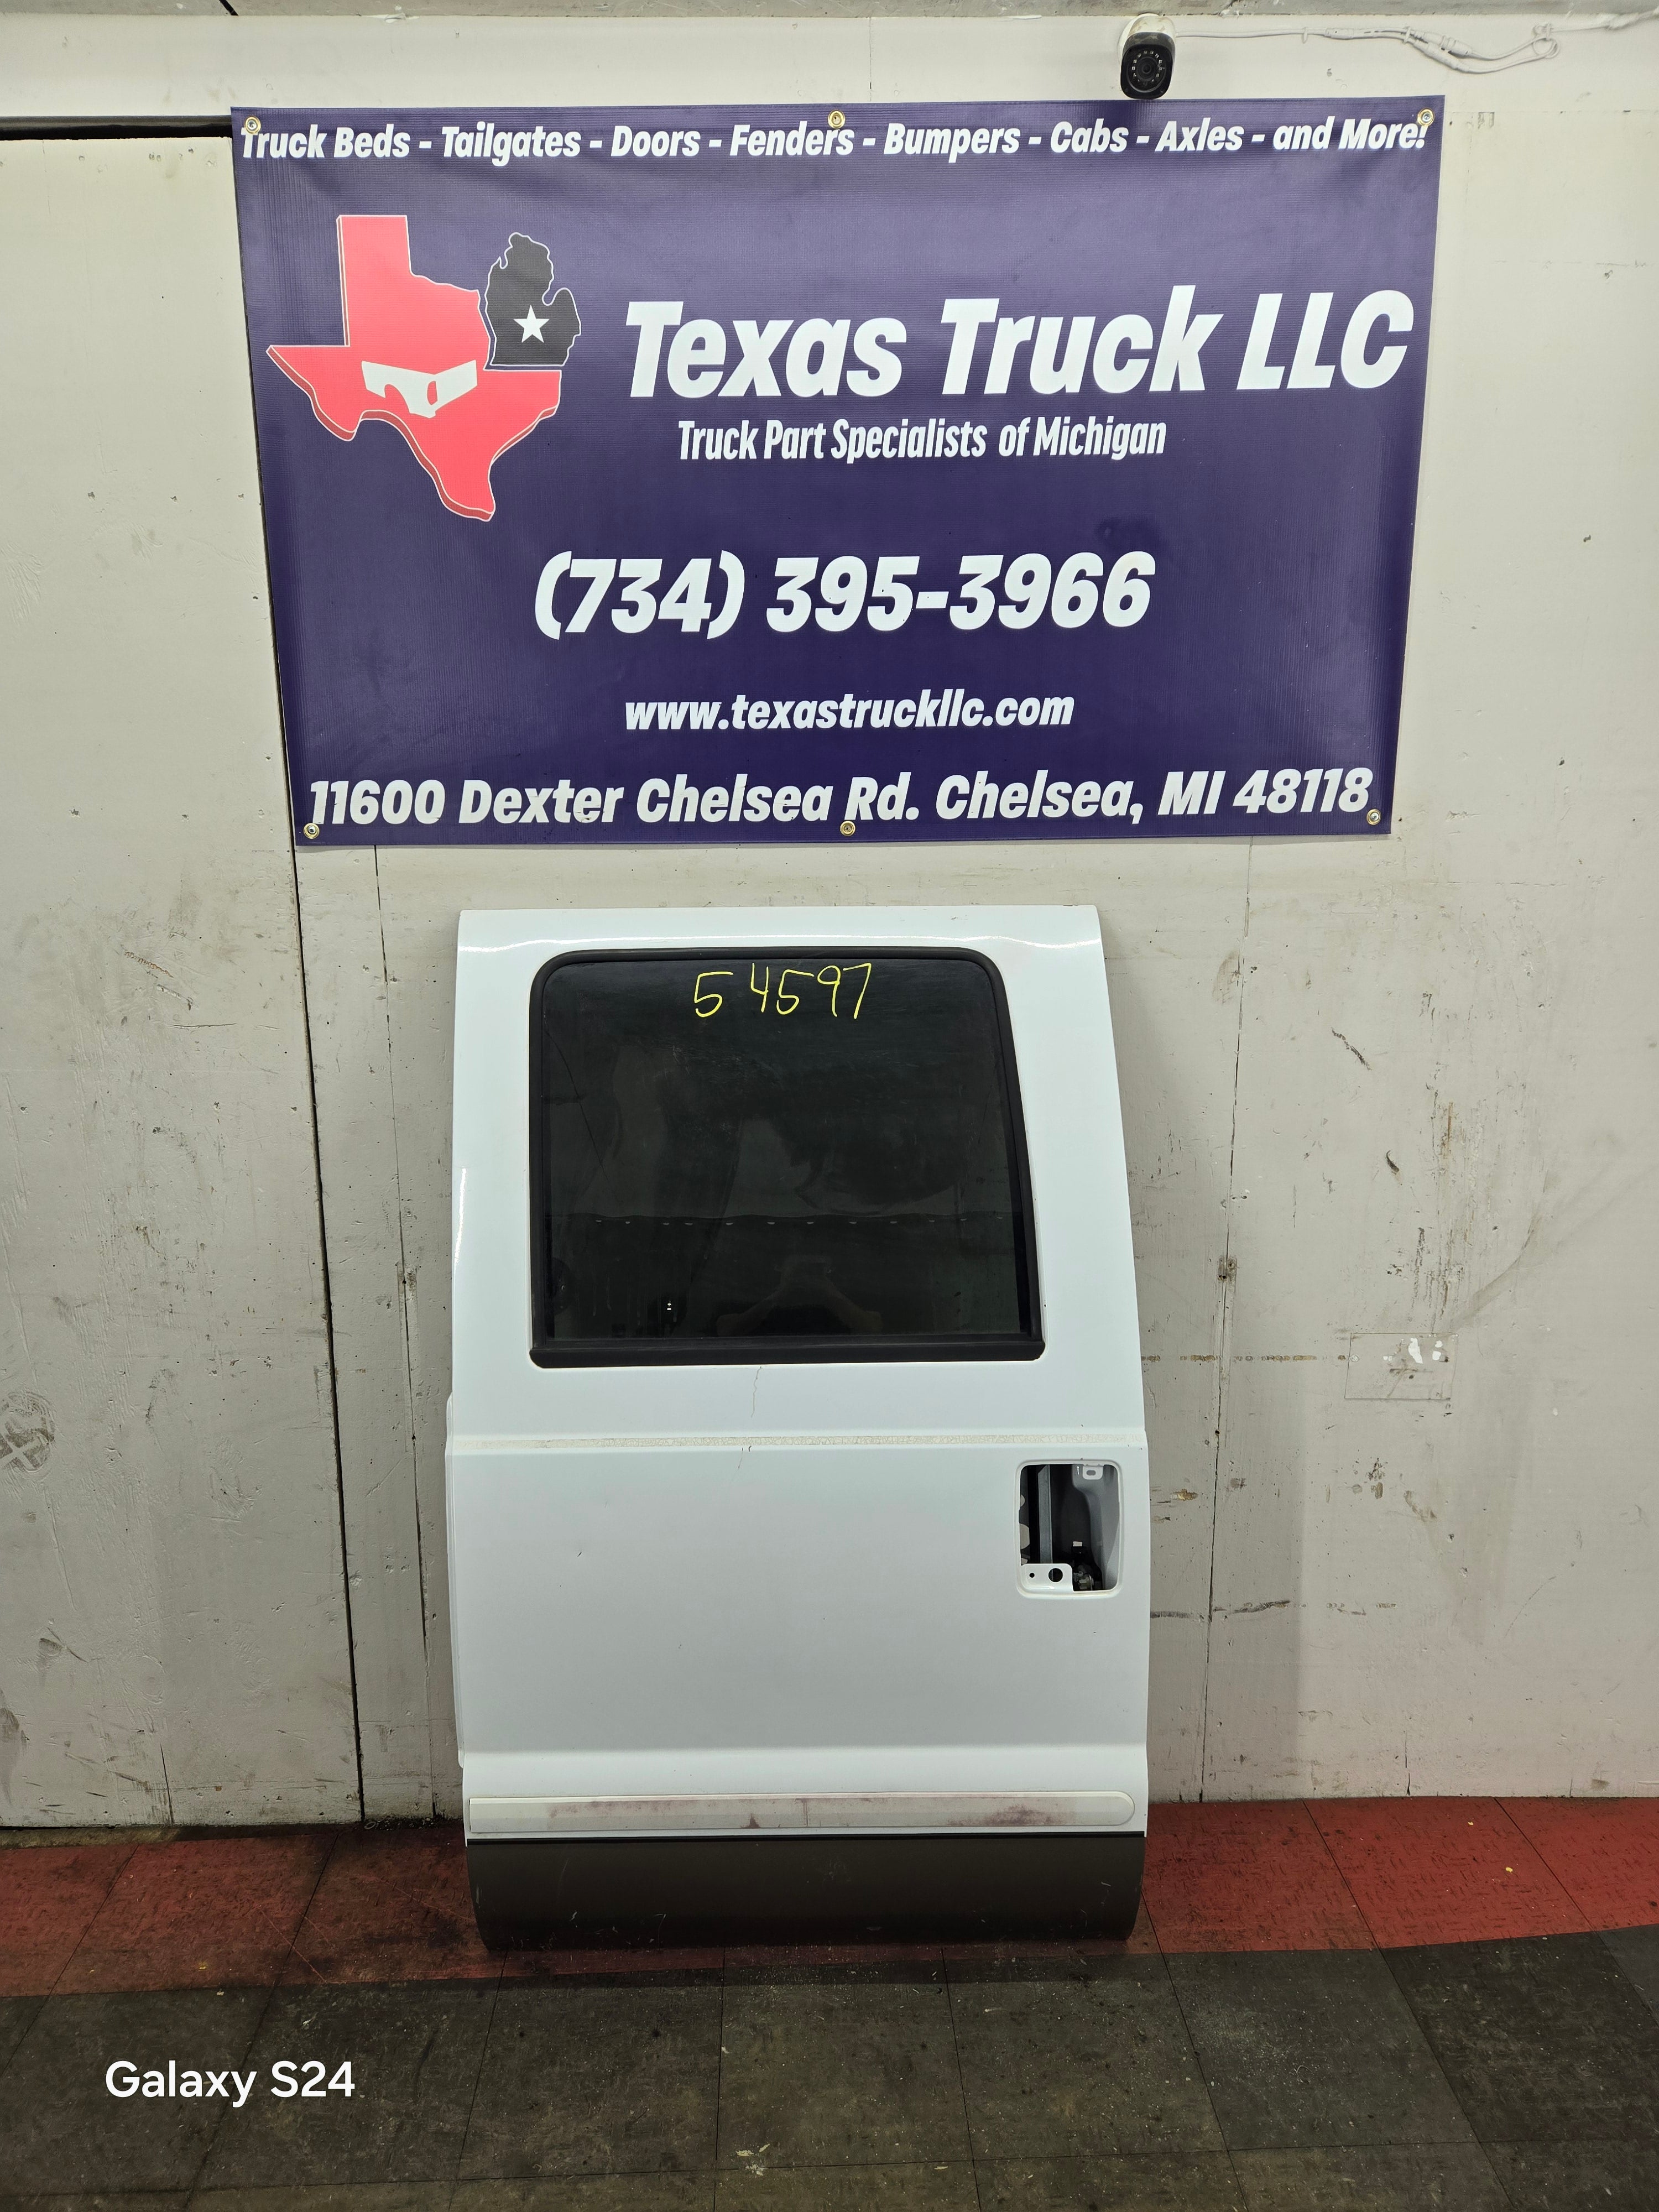 Truck Beds - Tailgates - Doors - Fenders - Bumpers - Cabs - Axles - and More!
Texas Truck LLC
Truck Part Specialists of Michigan
(734) 395-3966
www.texastruckllc.com
11600 Dexter Chelsea Rd. Chelsea, MI 48118
54597
Galaxy S24